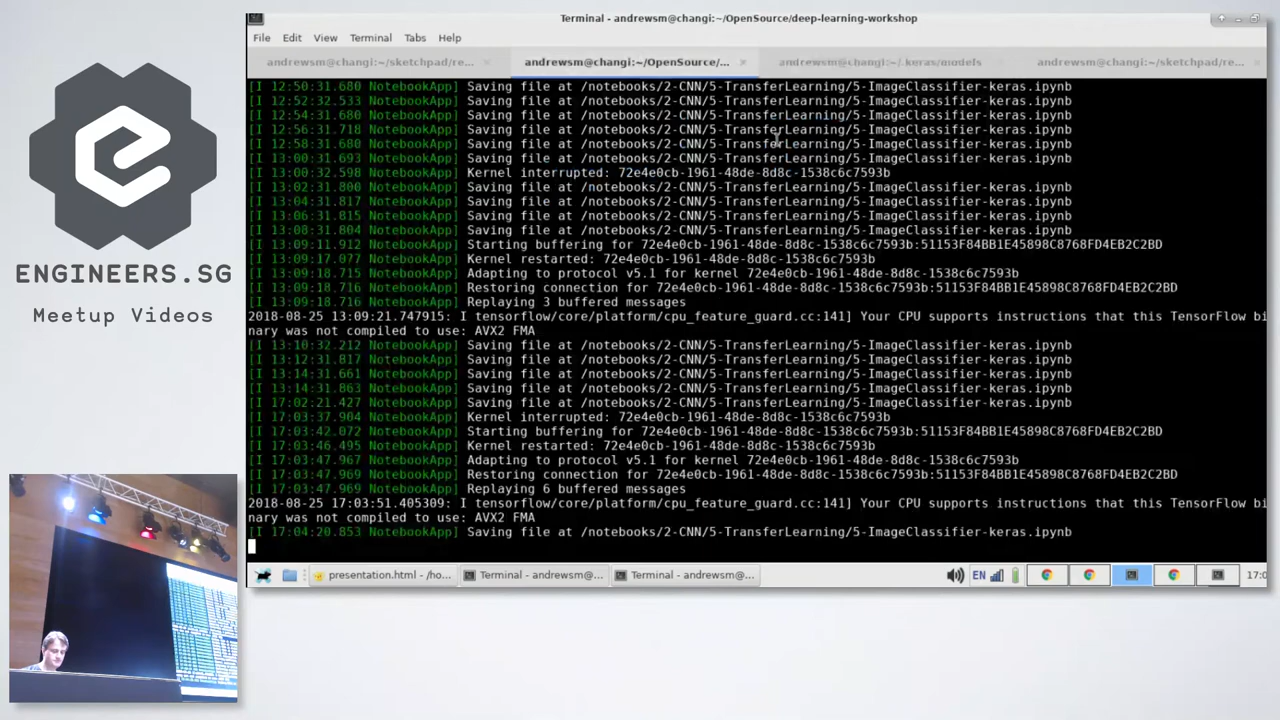 Terminal - andrewsm@changi:~/OpenSource/deep-learning-workshop
File Edit View Terminal Tabs Help
andrewsm@changi:~/sketchpad/re... andrewsm@changi:~/OpenSource/... andrewsm@changi:~/.keras/models andrewsm@changi:~/sketchpad/re...
[I 12:50:31.680 NotebookApp] Saving file at /notebooks/2-CNN/5-TransferLearning/5-ImageClassifier-keras.ipynb
[I 12:52:32.533 NotebookApp] Saving file at /notebooks/2-CNN/5-TransferLearning/5-ImageClassifier-keras.ipynb
[I 12:54:31.680 NotebookApp] Saving file at /notebooks/2-CNN/5-TransferLearning/5-ImageClassifier-keras.ipynb
[I 12:56:31.718 NotebookApp] Saving file at /notebooks/2-CNN/5-TransferLearning/5-ImageClassifier-keras.ipynb
[I 12:58:31.680 NotebookApp] Saving file at /notebooks/2-CNN/5-TransferLearning/5-ImageClassifier-keras.ipynb
[I 13:00:31.693 NotebookApp] Saving file at /notebooks/2-CNN/5-TransferLearning/5-ImageClassifier-keras.ipynb
[I 13:00:32.598 NotebookApp] Kernel interrupted: 72e4e0cb-1961-48de-8d8c-1538c6c7593b
[I 13:02:31.800 NotebookApp] Saving file at /notebooks/2-CNN/5-TransferLearning/5-ImageClassifier-keras.ipynb
[I 13:04:31.817 NotebookApp] Saving file at /notebooks/2-CNN/5-TransferLearning/5-ImageClassifier-keras.ipynb
[I 13:06:31.815 NotebookApp] Saving file at /notebooks/2-CNN/5-TransferLearning/5-ImageClassifier-keras.ipynb
[I 13:08:31.804 NotebookApp] Saving file at /notebooks/2-CNN/5-TransferLearning/5-ImageClassifier-keras.ipynb
[I 13:09:11.912 NotebookApp] Starting buffering for 72e4e0cb-1961-48de-8d8c-1538c6c7593b:51153F84BB1E45898C8768FD4EB2C2BD
[I 13:09:17.077 NotebookApp] Kernel restarted: 72e4e0cb-1961-48de-8d8c-1538c6c7593b
[I 13:09:18.715 NotebookApp] Adapting to protocol v5.1 for kernel 72e4e0cb-1961-48de-8d8c-1538c6c7593b
[I 13:09:18.716 NotebookApp] Restoring connection for 72e4e0cb-1961-48de-8d8c-1538c6c7593b:51153F84BB1E45898C8768FD4EB2C2BD
[I 13:09:18.716 NotebookApp] Replaying 3 buffered messages
2018-08-25 13:09:21.747915: I tensorflow/core/platform/cpu_feature_guard.cc:141] Your CPU supports instructions that this TensorFlow bi
nary was not compiled to use: AVX2 FMA
[I 13:10:32.212 NotebookApp] Saving file at /notebooks/2-CNN/5-TransferLearning/5-ImageClassifier-keras.ipynb
[I 13:12:31.817 NotebookApp] Saving file at /notebooks/2-CNN/5-TransferLearning/5-ImageClassifier-keras.ipynb
[I 13:14:31.661 NotebookApp] Saving file at /notebooks/2-CNN/5-TransferLearning/5-ImageClassifier-keras.ipynb
[I 13:14:31.863 NotebookApp] Saving file at /notebooks/2-CNN/5-TransferLearning/5-ImageClassifier-keras.ipynb
[I 17:02:21.427 NotebookApp] Saving file at /notebooks/2-CNN/5-TransferLearning/5-ImageClassifier-keras.ipynb
[I 17:03:37.904 NotebookApp] Kernel interrupted: 72e4e0cb-1961-48de-8d8c-1538c6c7593b
[I 17:03:42.072 NotebookApp] Starting buffering for 72e4e0cb-1961-48de-8d8c-1538c6c7593b:51153F84BB1E45898C8768FD4EB2C2BD
[I 17:03:46.495 NotebookApp] Kernel restarted: 72e4e0cb-1961-48de-8d8c-1538c6c7593b
[I 17:03:47.967 NotebookApp] Adapting to protocol v5.1 for kernel 72e4e0cb-1961-48de-8d8c-1538c6c7593b
[I 17:03:47.969 NotebookApp] Restoring connection for 72e4e0cb-1961-48de-8d8c-1538c6c7593b:51153F84BB1E45898C8768FD4EB2C2BD
[I 17:03:47.969 NotebookApp] Replaying 6 buffered messages
2018-08-25 17:03:51.405309: I tensorflow/core/platform/cpu_feature_guard.cc:141] Your CPU supports instructions that this TensorFlow bi
nary was not compiled to use: AVX2 FMA
[I 17:04:20.853 NotebookApp] Saving file at /notebooks/2-CNN/5-TransferLearning/5-ImageClassifier-keras.ipynb
presentation.html - /ho... Terminal - andrewsm@... Terminal - andrewsm@... EN 17:0
ENGINEERS.SG
Meetup Videos